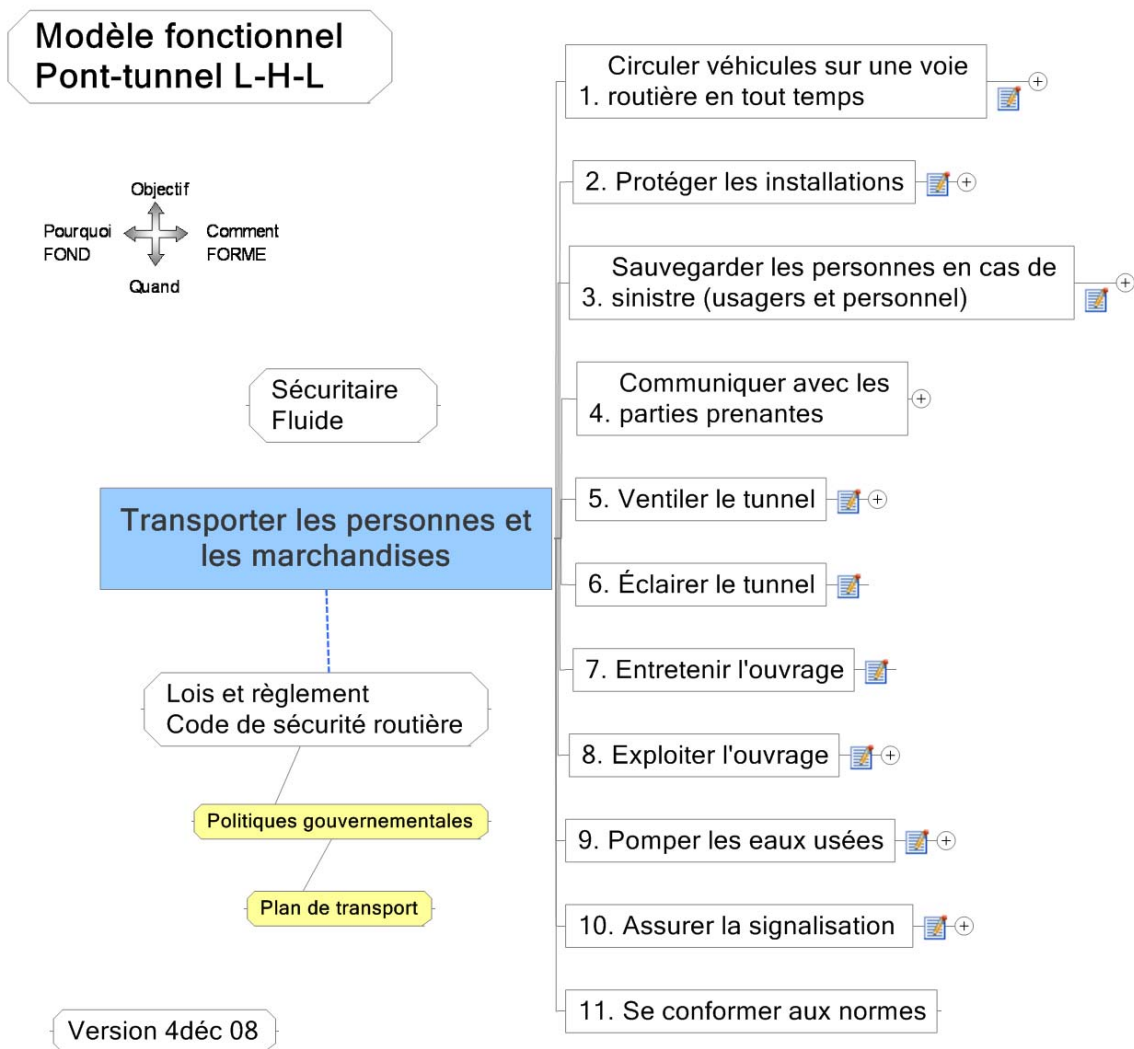 Modèle fonctionnel
Pont-tunnel L-H-L
Objectif
Pourquoi
FOND
Comment
FORME
Quand
Sécuritaire
Fluide
Transporter les personnes et
les marchandises
Lois et règlement
Code de sécurité routière
Politiques gouvernementales
Plan de transport
Version 4déc 08
Circuler véhicules sur une voie
1. routière en tout temps
2. Protéger les installations
Sauvegarder les personnes en cas de
3. sinistre (usagers et personnel)
Communiquer avec les
4. parties prenantes
5. Ventiler le tunnel
6. Éclairer le tunnel
7. Entretenir l'ouvrage
8. Exploiter l'ouvrage
9. Pomper les eaux usées
10. Assurer la signalisation
11. Se conformer aux normes